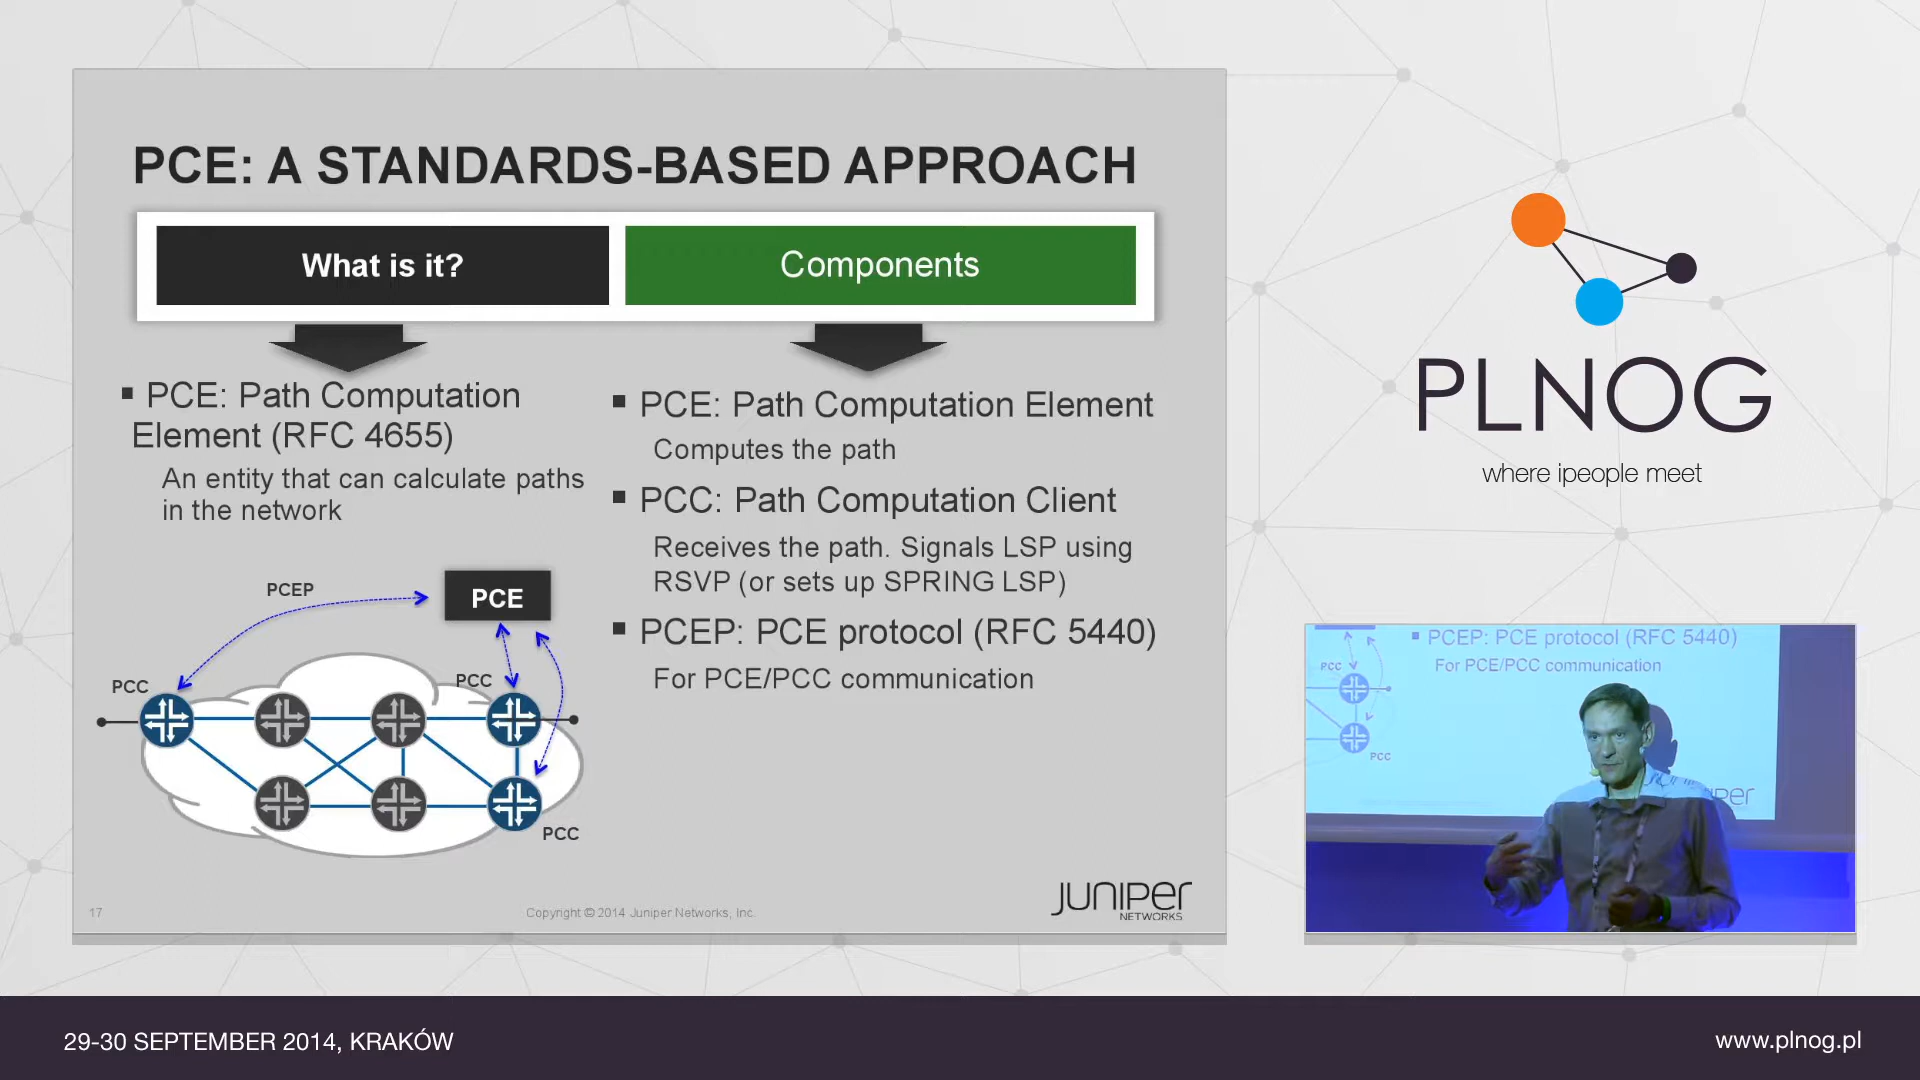 PCE: A STANDARDS-BASED APPROACH
What is it?
Components
▪ PCE: Path Computation
Element (RFC 4655)
An entity that can calculate paths
in the network
▪ PCE: Path Computation Element
Computes the path
▪ PCC: Path Computation Client
Receives the path. Signals LSP using
RSVP (or sets up SPRING LSP)
▪ PCEP: PCE protocol (RFC 5440)
For PCE/PCC communication
PCEP
PCE
PCC
PCC
PCC
17
Copyright © 2014 Juniper Networks, Inc.
JUNIPER
NETWORKS
PLNOG
where ipeople meet
▪ PCEP: PCE protocol (RFC 5440)
For PCE/PCC communication
PCC
PCC
29-30 SEPTEMBER 2014, KRAKÓW
www.plnog.pl